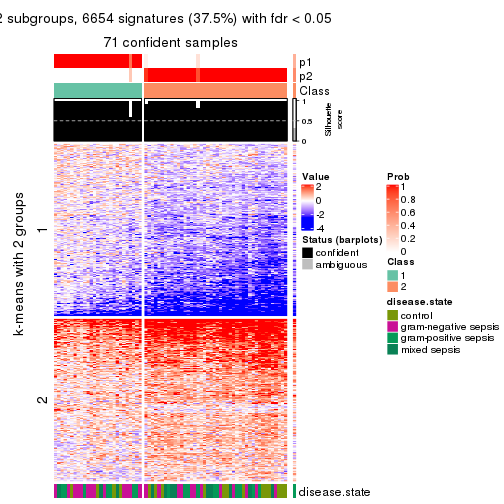 2 subgroups, 6654 signatures (37.5%) with fdr < 0.05
71 confident samples
p1
p2
Class
1
0.5
0
Silhouette
score
k-means with 2 groups
1
2
Value
2
0
-2
-4
Status (barplots)
confident
ambiguous
Prob
1
0.8
0.6
0.4
0.2
0
Class
1
2
disease.state
control
gram-negative sepsis
gram-positive sepsis
mixed sepsis
disease.state